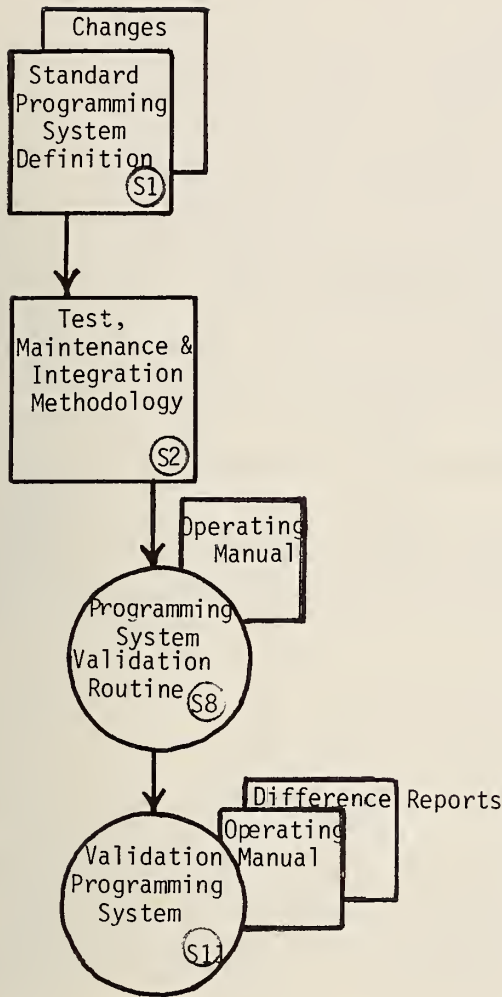 Changes
Standard
Programming
System
Definition
S1
Test,
Maintenance &
Integration
Methodology
S2
Operating
Manual
Programming
System
Validation
Routine
S8
Difference Reports
Operating
Manual
Validation
Programming
System
S11